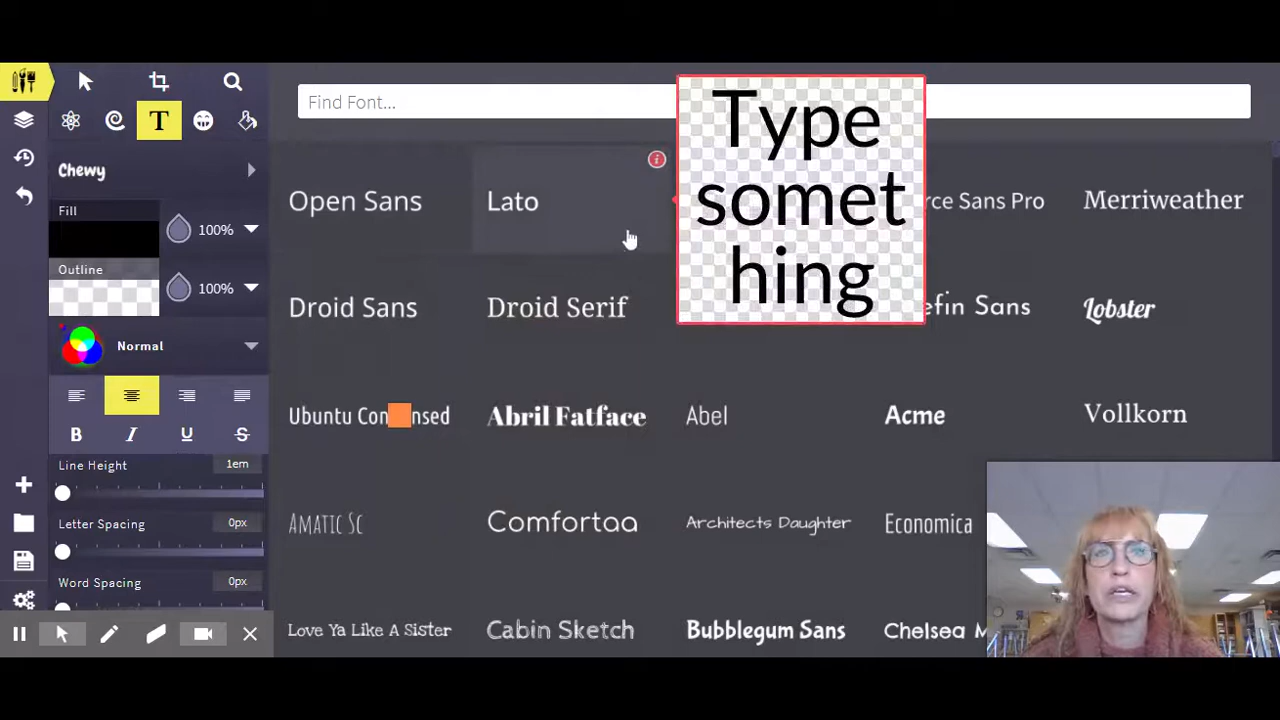 Find Font...
T
Chewy
Fill
100%
Outline
100%
Normal
B I U S
Line Height 1em
Letter Spacing 0px
Word Spacing 0px
Open Sans
Lato
i
Type
somet
hing
rce Sans Pro
Merriweather
Droid Sans
Droid Serif
efin Sans
Lobster
Ubuntu Con nsed
Abril Fatface
Abel
Acme
Vollkorn
Amatic Sc
Comfortaa
Architects Daughter
Economica
Love Ya Like A Sister
Cabin Sketch
Bubblegum Sans
Chelsea M